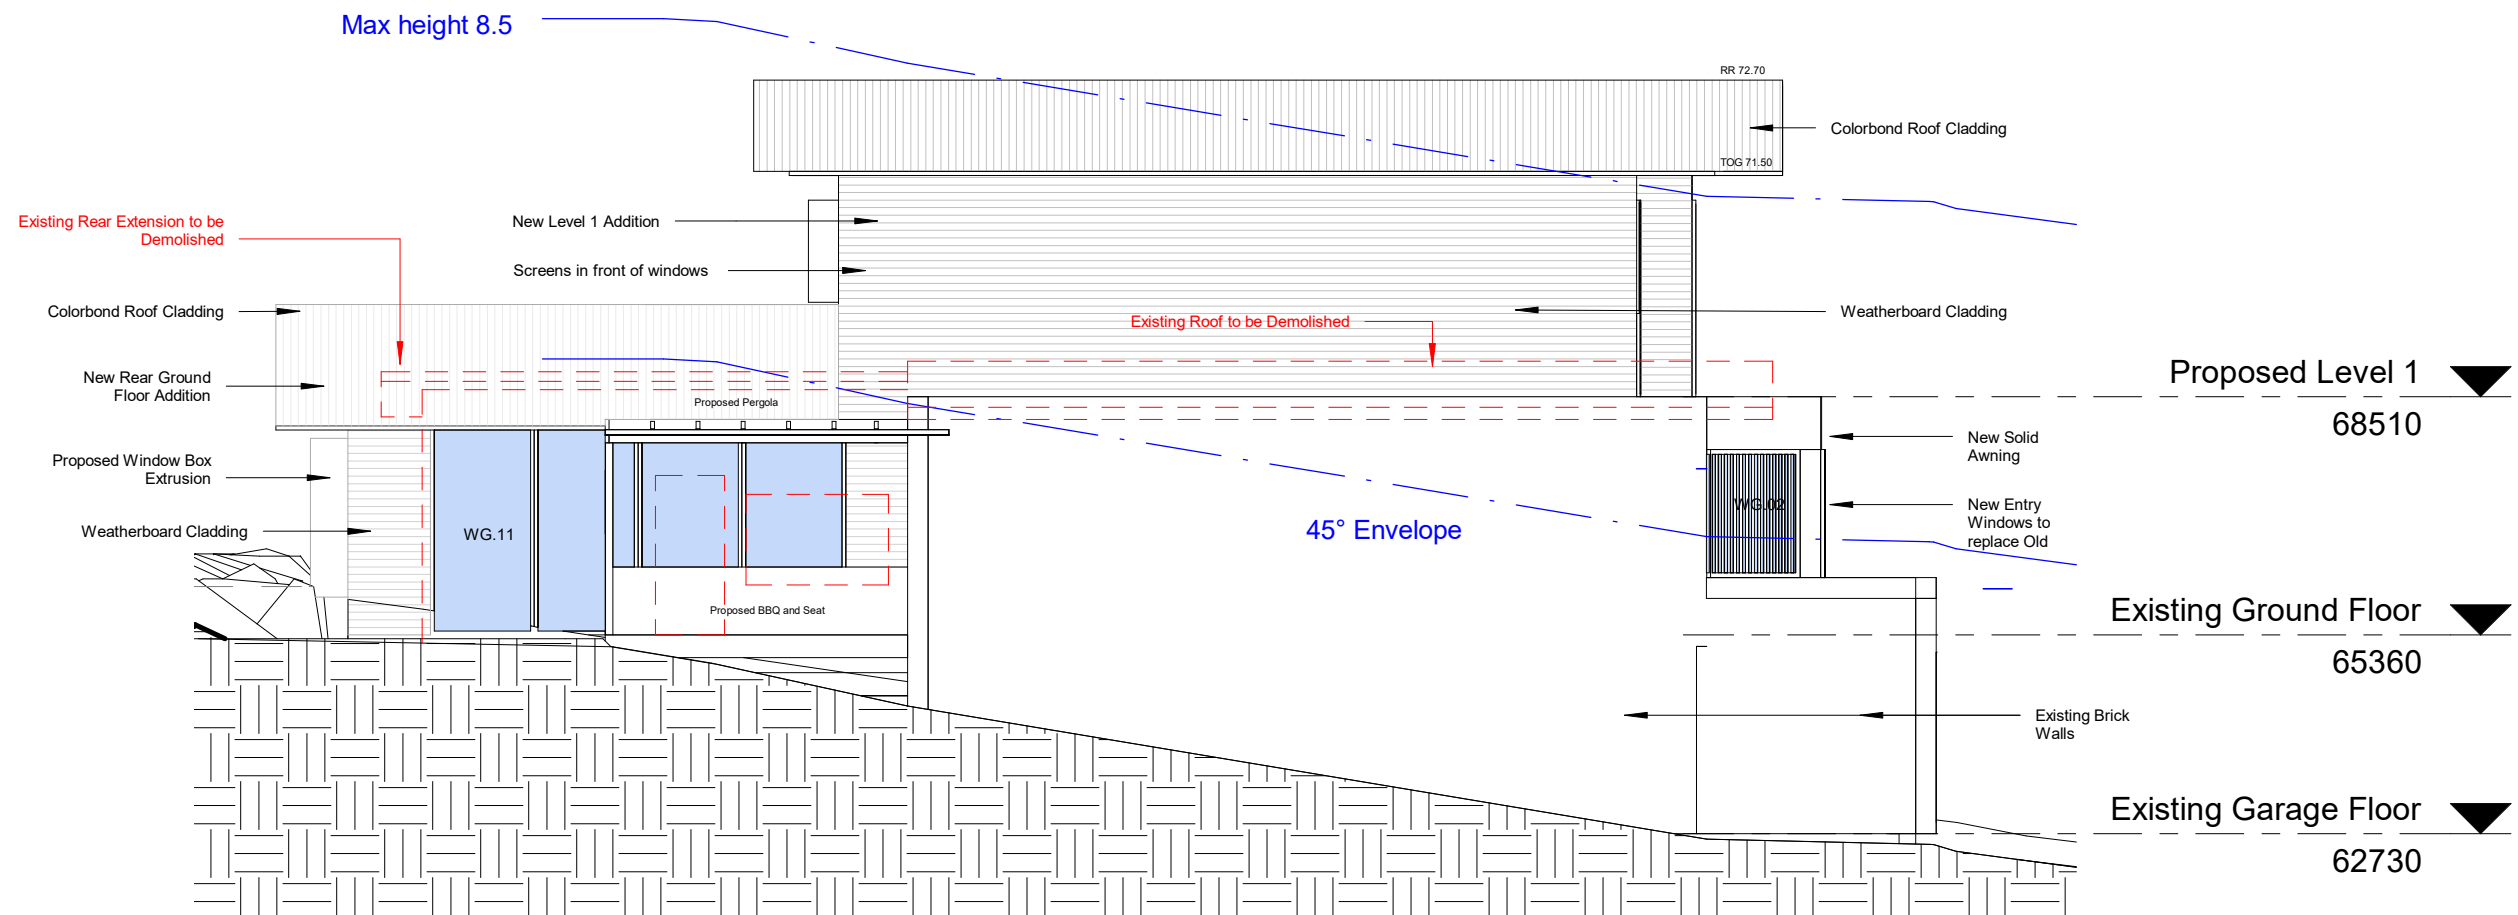 Max height 8.5
RR 72.70
Colorbond Roof Cladding
TOG 71.50
Existing Rear Extension to be
Demolished
New Level 1 Addition
Screens in front of windows
Colorbond Roof Cladding
Weatherboard Cladding
Existing Roof to be Demolished
New Rear Ground
Floor Addition
Proposed Pergola
Proposed Level 1
68510
New Solid
Awning
Proposed Window Box
Extrusion
Weatherboard Cladding
WG.11
WG.02
45° Envelope
New Entry
Windows to
replace Old
Proposed BBQ and Seat
Existing Ground Floor
65360
Existing Brick
Walls
Existing Garage Floor
62730